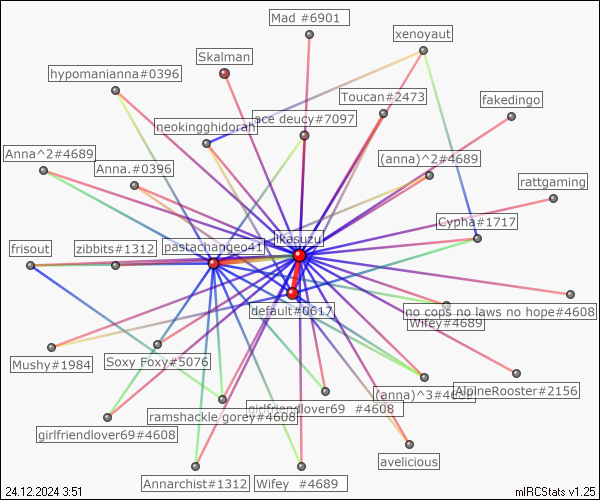 Mad #6901
xenoyaut
Skalman
hypomanianna#0396
Toucan#2473
fakedingo
ace deucy#7097
neokingghidorah
Anna^2#4689
(anna)^2#4689
Anna.#0396
rattgaming
Cypha#1717
ikasuzu
pastachangeo41
frisout
zibbits#1312
default#0617
no cops no laws no hope#4608
Wifey #4689
Mushy#1984
Soxy Foxy#5076
AlpineRooster#2156
(anna)^3#4689
girlfriendlover69 #4608
ramshackle gorey#4608
girlfriendlover69#4608
avelicious
Annarchist#1312
Wifey #4689
24.12.2024 3:51
mIRCStats v1.25